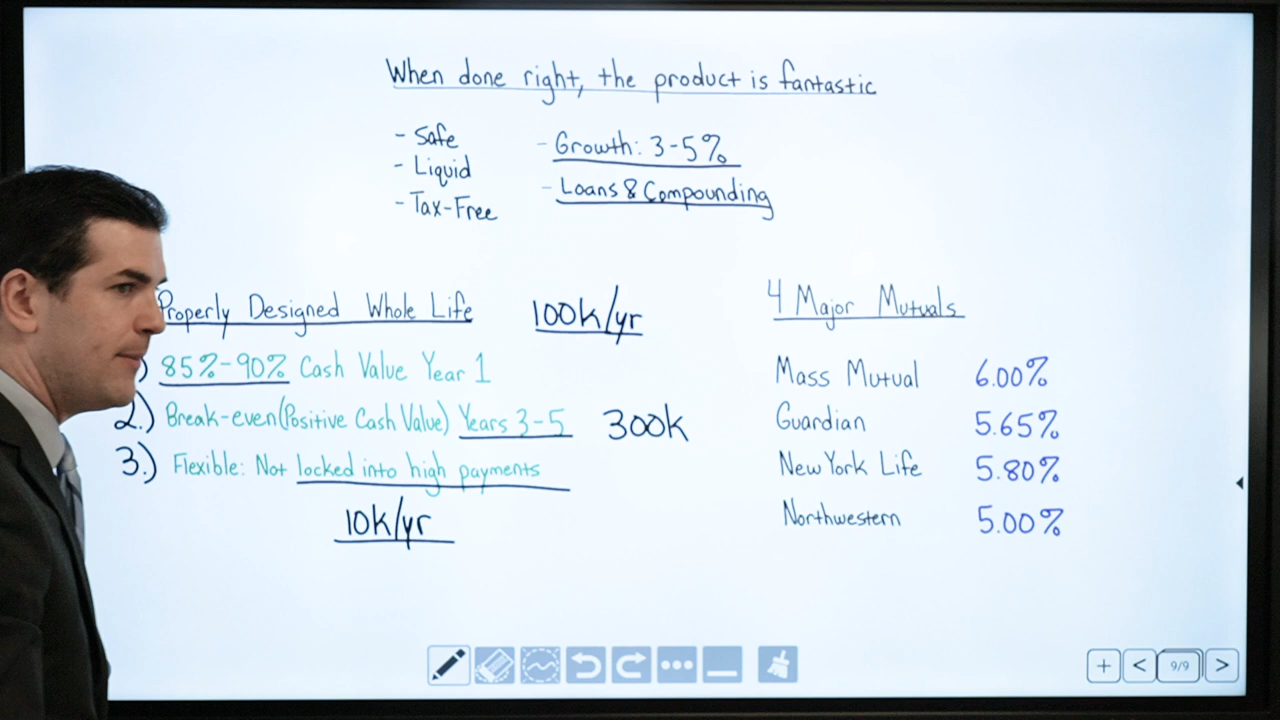 When done right, the product is fantastic
- Safe
- Liquid
- Tax-Free
- Growth: 3-5%
- Loans & Compounding
Properly Designed Whole Life
100k/yr
) 85%-90% Cash Value Year 1
2.) Break-even (Positive Cash Value) Years 3-5
300k
3.) Flexible: Not locked into high payments
10k/yr
4 Major Mutuals
Mass Mutual 6.00%
Guardian 5.65%
New York Life 5.80%
Northwestern 5.00%
9/9